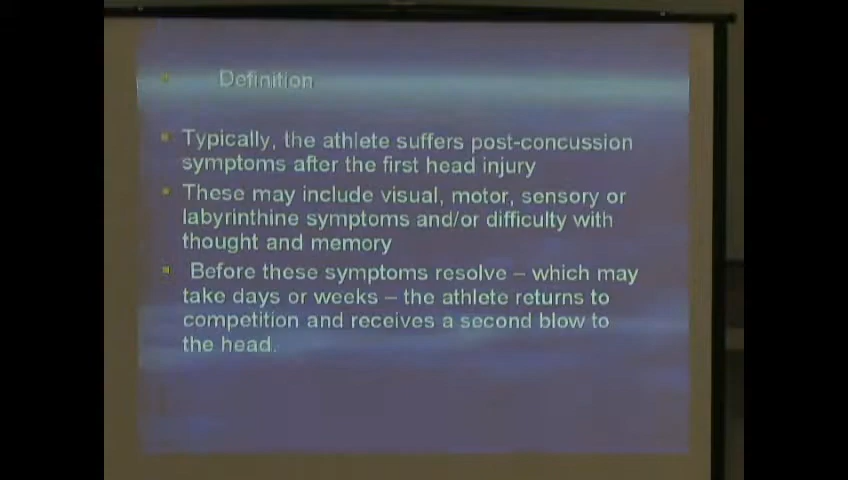 Definition
Typically, the athlete suffers post-concussion
symptoms after the first head injury
These may include visual, motor, sensory or
labyrinthine symptoms and/or difficulty with
thought and memory
Before these symptoms resolve – which may
take days or weeks – the athlete returns to
competition and receives a second blow to
the head.